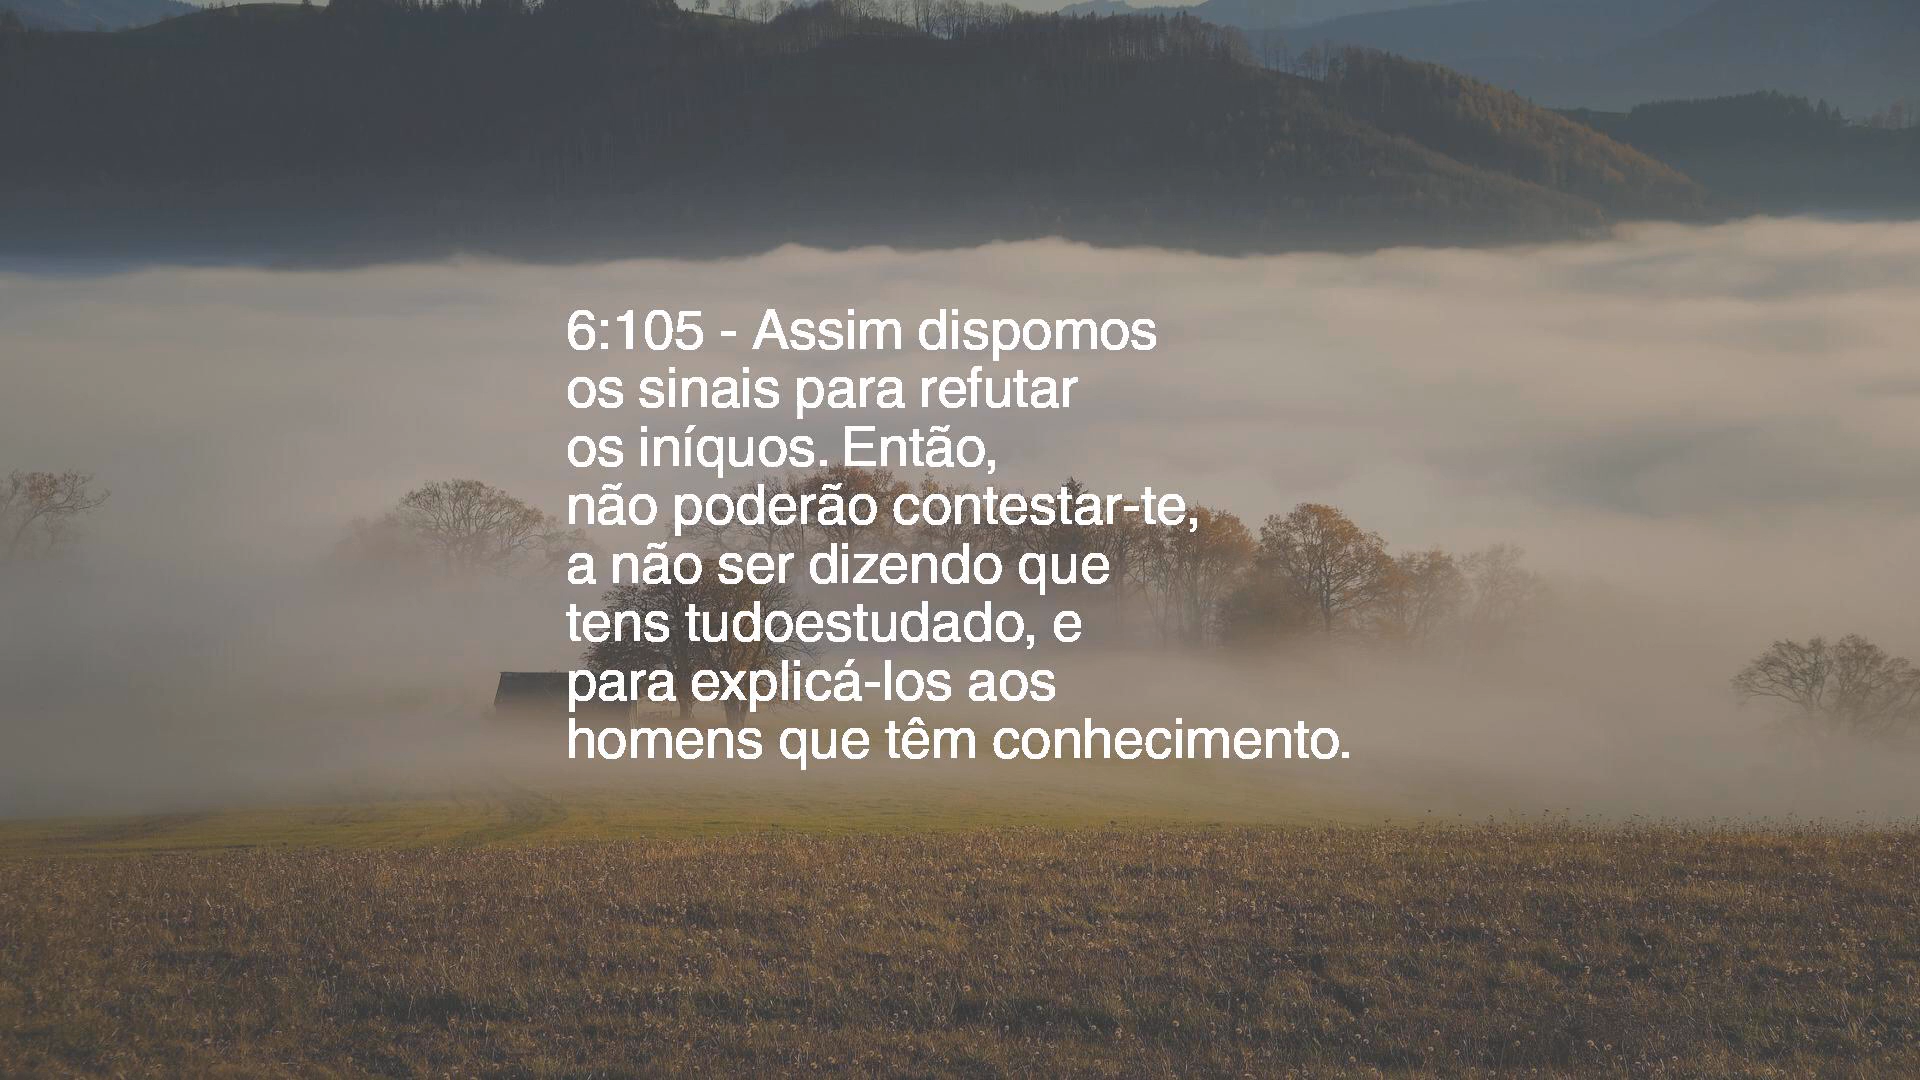 6:105 - Assim dispomos
os sinais para refutar
os iníquos. Então,
não poderão contestar-te,
a não ser dizendo que
tens tudoestudado, e
para explicá-los aos
homens que têm conhecimento.